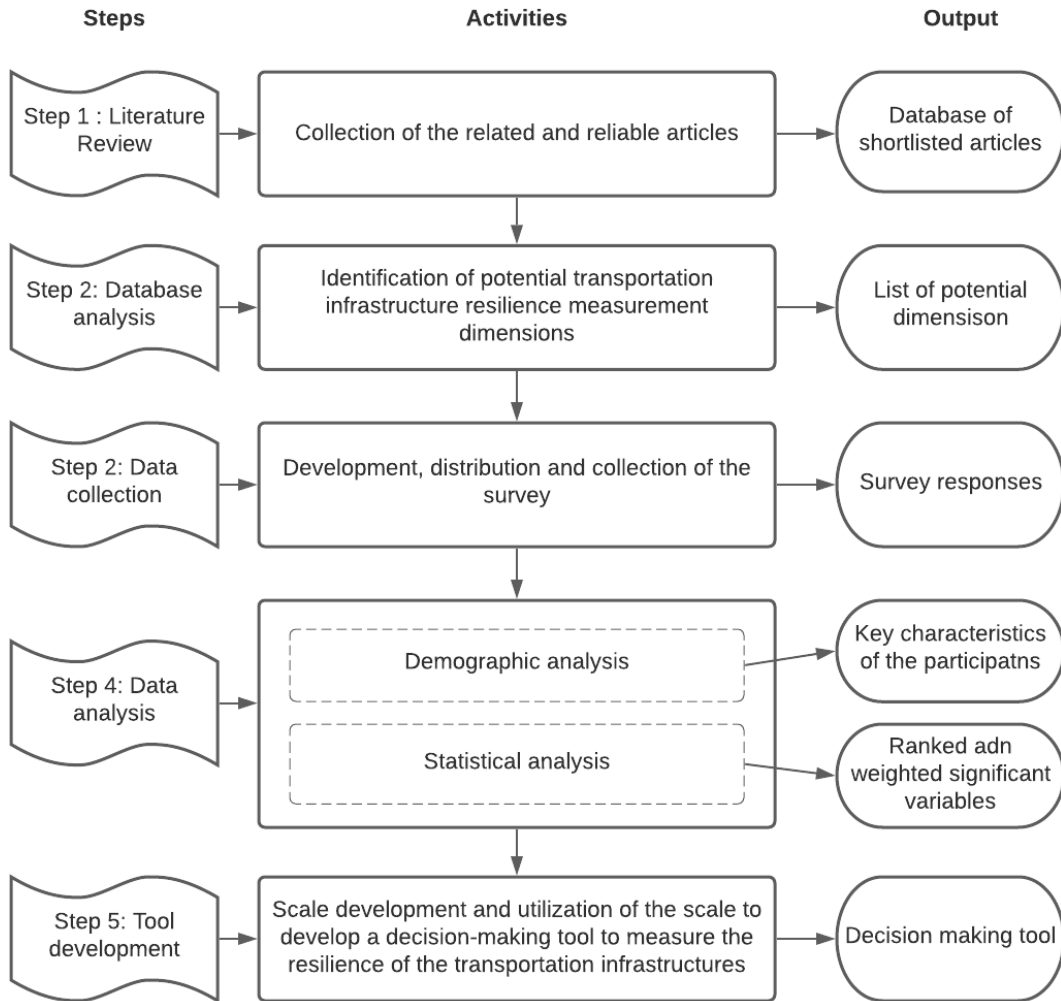 Steps
Activities
Output
Step 1 : Literature
Review
Collection of the related and reliable articles
Database of
shortlisted articles
Step 2: Database
analysis
Identification of potential transportation
infrastructure resilience measurement
dimensions
List of potential
dimensison
Step 2: Data
collection
Development, distribution and collection of the
survey
Survey responses
Step 4: Data
analysis
Demographic analysis
Key characteristics
of the participatns
Statistical analysis
Ranked adn
weighted significant
variables
Step 5: Tool
development
Scale development and utilization of the scale to
develop a decision-making tool to measure the
resilience of the transportation infrastructures
Decision making tool